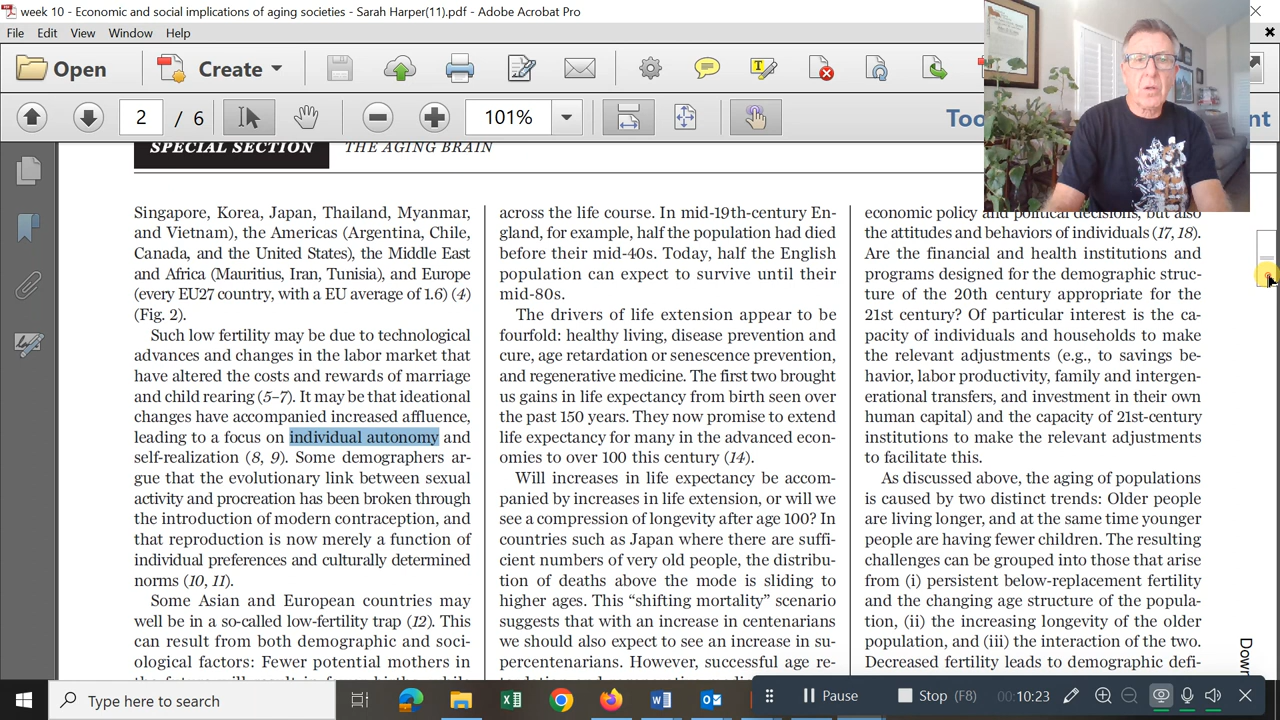 week 10 - Economic and social implications of aging societies - Sarah Harper(11).pdf - Adobe Acrobat Pro
File Edit View Window Help
Open Create
2 / 6 101% ent
SPECIAL SECTION THE AGING BRAIN
Singapore, Korea, Japan, Thailand, Myanmar,
and Vietnam), the Americas (Argentina, Chile,
Canada, and the United States), the Middle East
and Africa (Mauritius, Iran, Tunisia), and Europe
(every EU27 country, with a EU average of 1.6) (4)
(Fig. 2).
Such low fertility may be due to technological
advances and changes in the labor market that
have altered the costs and rewards of marriage
and child rearing (5–7). It may be that ideational
changes have accompanied increased affluence,
leading to a focus on individual autonomy and
self-realization (8, 9). Some demographers ar-
gue that the evolutionary link between sexual
activity and procreation has been broken through
the introduction of modern contraception, and
that reproduction is now merely a function of
individual preferences and culturally determined
norms (10, 11).
Some Asian and European countries may
well be in a so-called low-fertility trap (12). This
can result from both demographic and soci-
ological factors: Fewer potential mothers in
across the life course. In mid-19th-century En-
gland, for example, half the population had died
before their mid-40s. Today, half the English
population can expect to survive until their
mid-80s.
The drivers of life extension appear to be
fourfold: healthy living, disease prevention and
cure, age retardation or senescence prevention,
and regenerative medicine. The first two brought
us gains in life expectancy from birth seen over
the past 150 years. They now promise to extend
life expectancy for many in the advanced econ-
omies to over 100 this century (14).
Will increases in life expectancy be accom-
panied by increases in life extension, or will we
see a compression of longevity after age 100? In
countries such as Japan where there are suffi-
cient numbers of very old people, the distribu-
tion of deaths above the mode is sliding to
higher ages. This “shifting mortality” scenario
suggests that with an increase in centenarians
we should also expect to see an increase in su-
percentenarians. However, successful age re-
economic policy and political decisions, but also
the attitudes and behaviors of individuals (17, 18).
Are the financial and health institutions and
programs designed for the demographic struc-
ture of the 20th century appropriate for the
21st century? Of particular interest is the ca-
pacity of individuals and households to make
the relevant adjustments (e.g., to savings be-
havior, labor productivity, family and intergen-
erational transfers, and investment in their own
human capital) and the capacity of 21st-century
institutions to make the relevant adjustments
to facilitate this.
As discussed above, the aging of populations
is caused by two distinct trends: Older people
are living longer, and at the same time younger
people are having fewer children. The resulting
challenges can be grouped into those that arise
from (i) persistent below-replacement fertility
and the changing age structure of the popula-
tion, (ii) the increasing longevity of the older
population, and (iii) the interaction of the two.
Decreased fertility leads to demographic defi-
Type here to search
Pause Stop (F8) 00:10:23